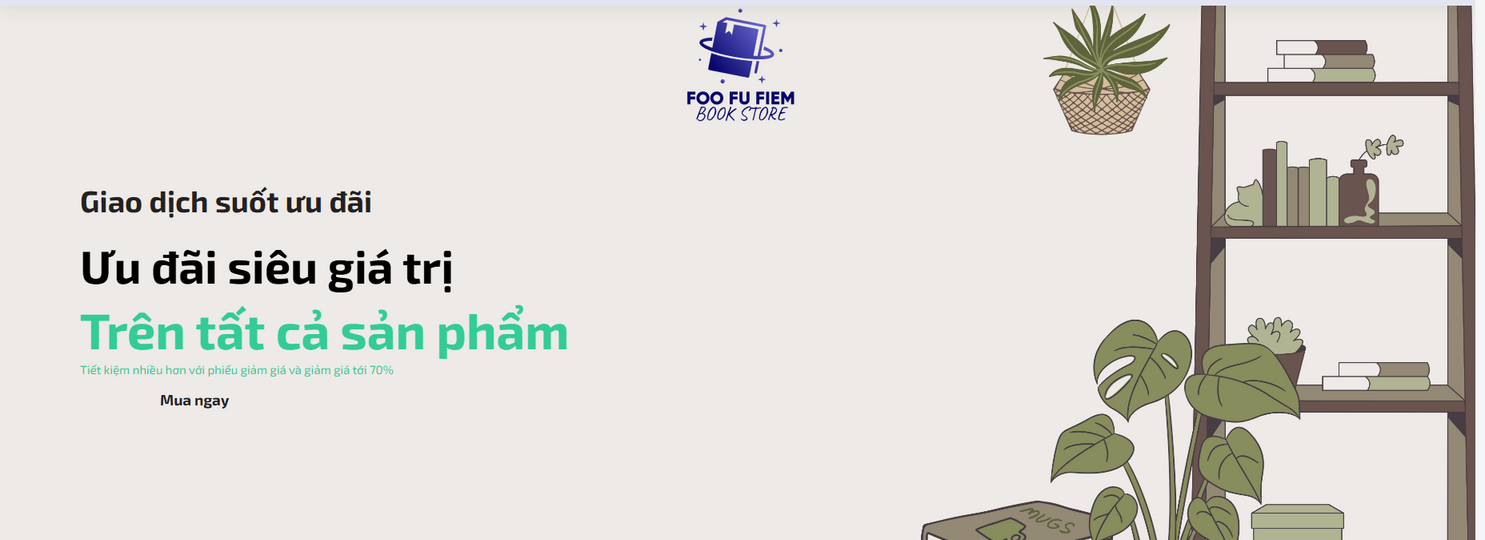 FOO FU FIEM
BOOK STORE
Giao dịch suốt ưu đãi
Ưu đãi siêu giá trị
Trên tất cả sản phẩm
Tiết kiệm nhiều hơn với phiếu giảm giá và giảm giá tới 70%
Mua ngay
MUGS